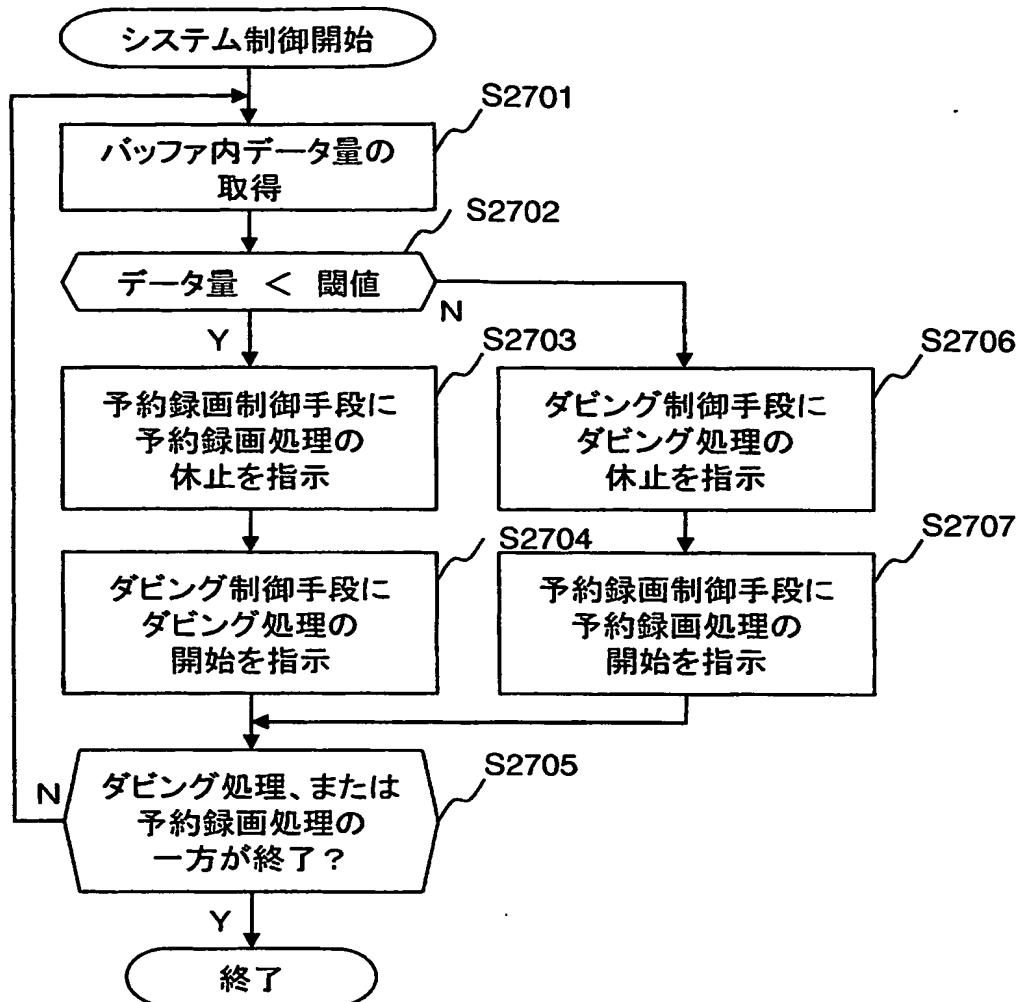 システム制御開始
S2701
バッファ内データ量の
取得
S2702
データ量 < 閾値
N
Y
S2703
予約録画制御手段に
予約録画処理の
休止を指示
S2706
ダビング制御手段に
ダビング処理の
休止を指示
S2704
ダビング制御手段に
ダビング処理の
開始を指示
S2707
予約録画制御手段に
予約録画処理の
開始を指示
S2705
N
ダビング処理、または
予約録画処理の
一方が終了?
Y
終了